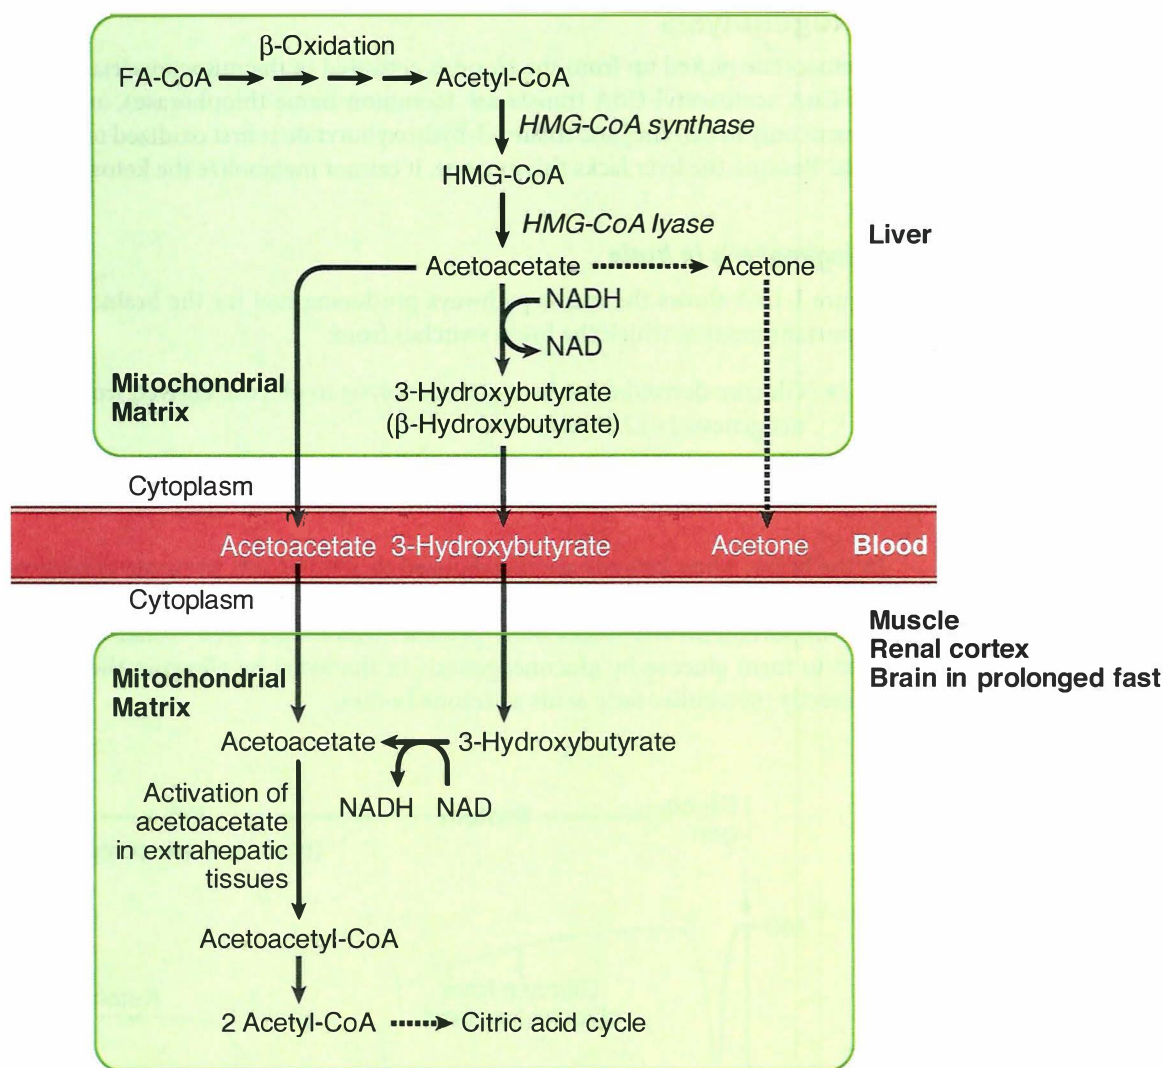 β-Oxidation
FA-CoA
Acetyl-CoA
HMG-CoA synthase
HMG-CoA
HMG-CoA lyase
Liver
Acetoacetate
Acetone
NADH
NAD
Mitochondrial
Matrix
3-Hydroxybutyrate
(β-Hydroxybutyrate)
Cytoplasm
Acetoacetate
3-Hydroxybutyrate
Acetone
Blood
Cytoplasm
Muscle
Renal cortex
Brain in prolonged fast
Mitochondrial
Matrix
Acetoacetate
3-Hydroxybutyrate
NADH
NAD
Activation of
acetoacetate
in extrahepatic
tissues
Acetoacetyl-CoA
2 Acetyl-CoA
Citric acid cycle